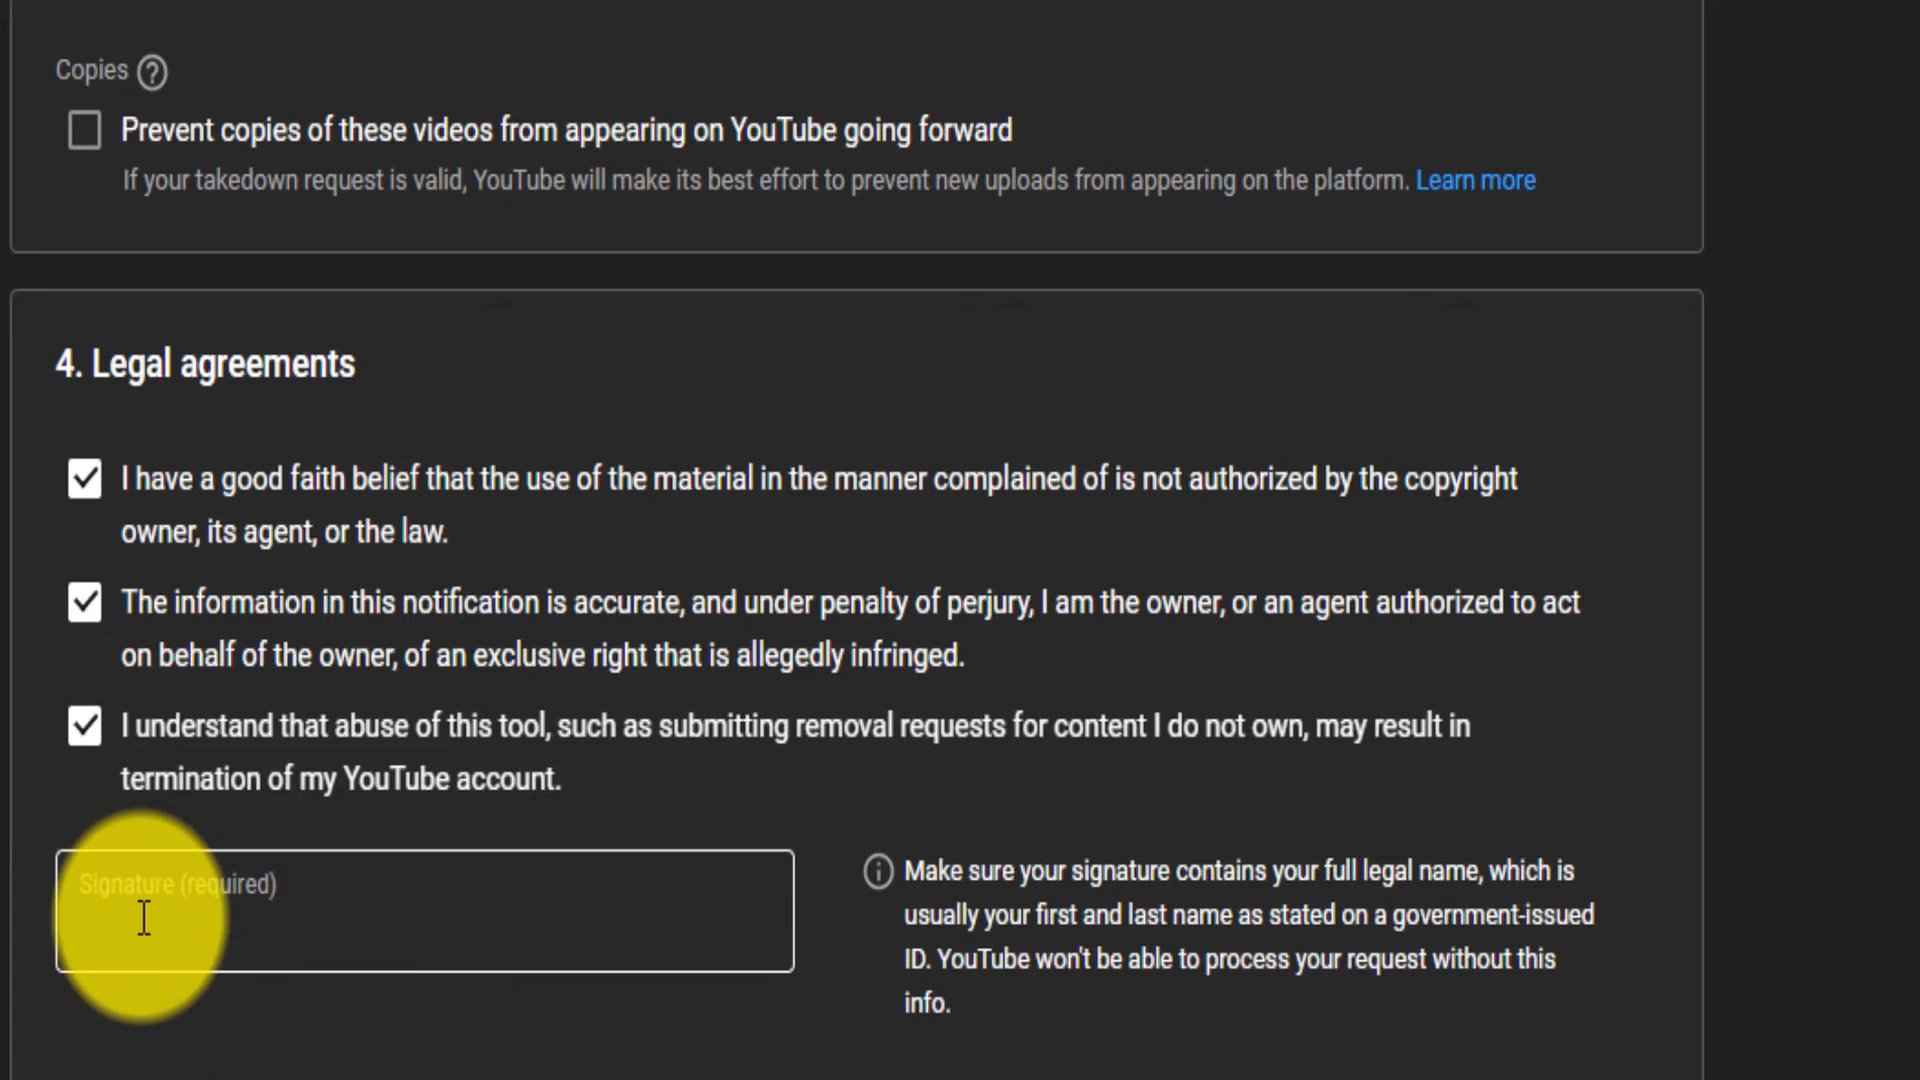 Copies
Prevent copies of these videos from appearing on YouTube going forward
If your takedown request is valid, YouTube will make its best effort to prevent new uploads from appearing on the platform. Learn more
4. Legal agreements
I have a good faith belief that the use of the material in the manner complained of is not authorized by the copyright
owner, its agent, or the law.
The information in this notification is accurate, and under penalty of perjury, I am the owner, or an agent authorized to act
on behalf of the owner, of an exclusive right that is allegedly infringed.
I understand that abuse of this tool, such as submitting removal requests for content I do not own, may result in
termination of my YouTube account.
Signature (required)
Make sure your signature contains your full legal name, which is
usually your first and last name as stated on a government-issued
ID. YouTube won't be able to process your request without this
info.